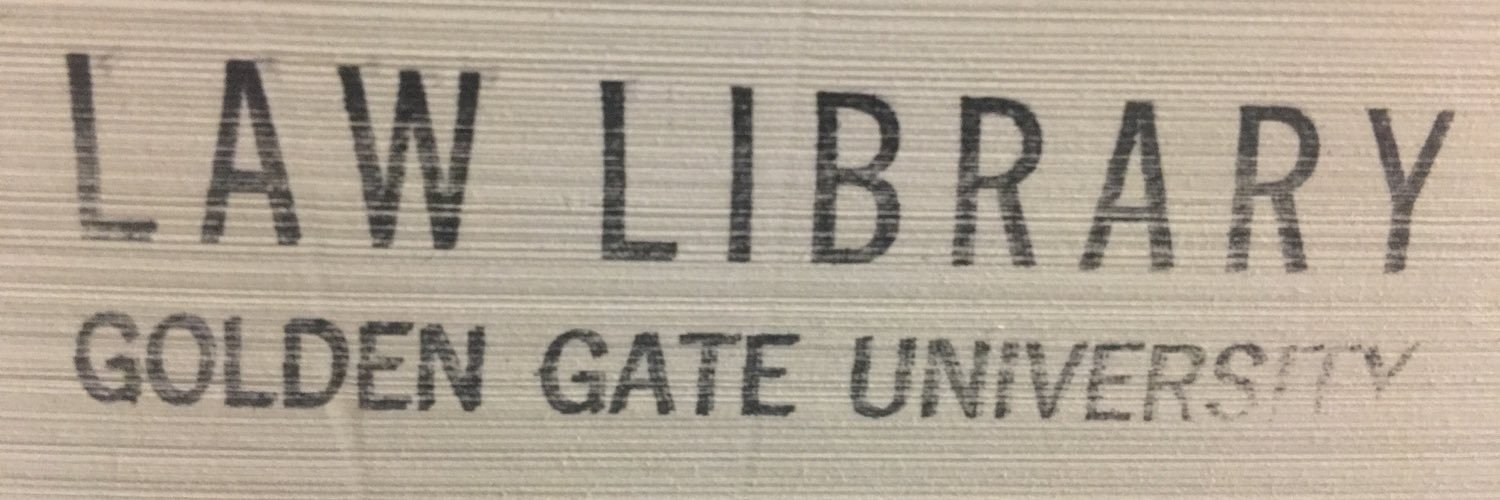 LAW LIBRARY
GOLDEN GATE UNIVERSITY